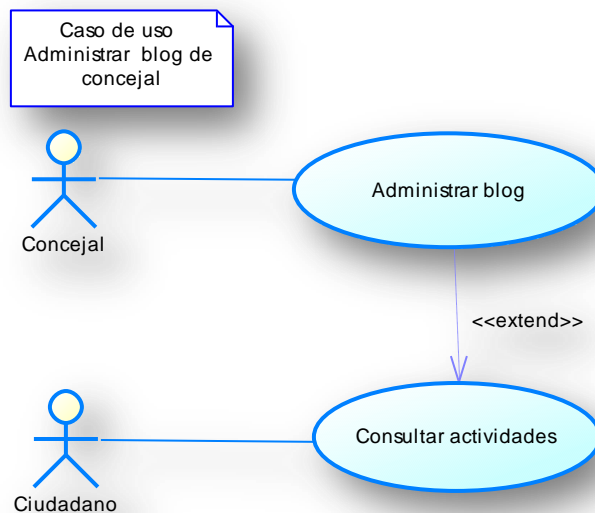 Caso de uso
Administrar blog de
concejal
Concejal
Administrar blog
<<extend>>
Consultar actividades
Ciudadano